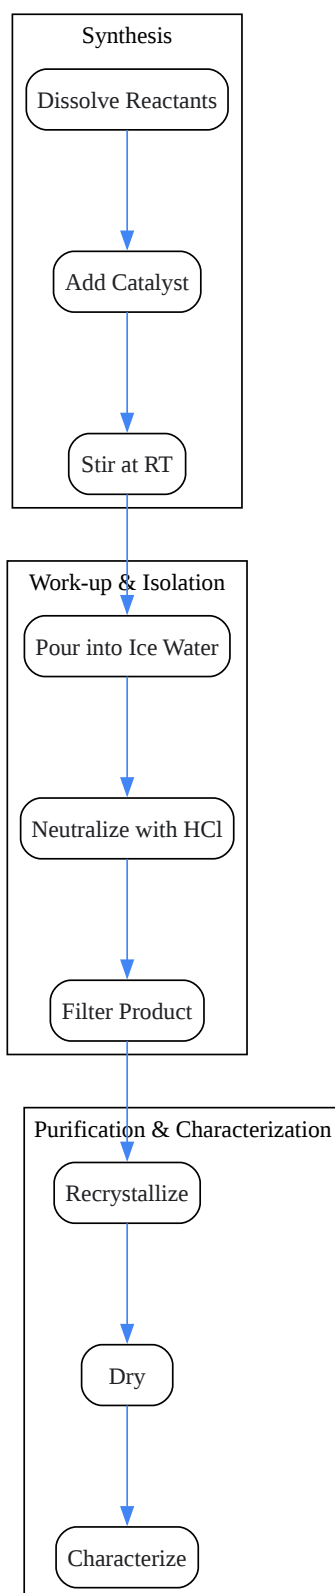 Synthesis
Dissolve Reactants
Add Catalyst
Stir at RT
Work-up & Isolation
Pour into Ice Water
Neutralize with HCl
Filter Product
Purification & Characterization
Recrystallize
Dry
Characterize